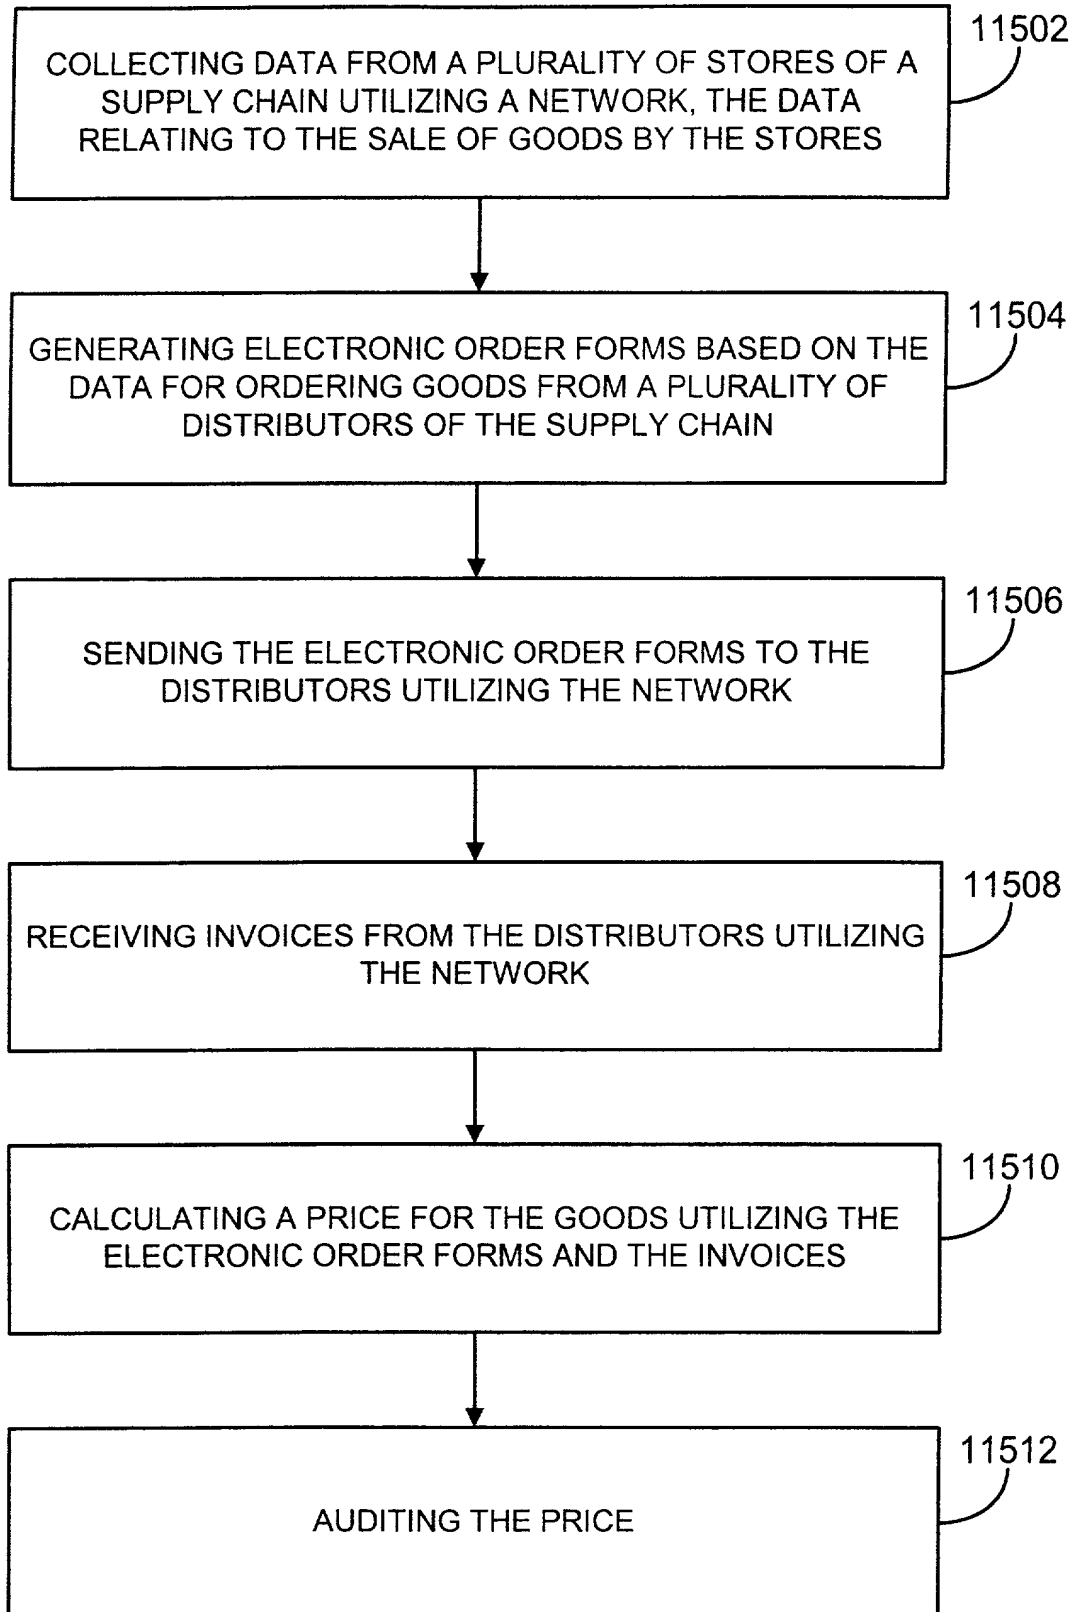 11502
COLLECTING DATA FROM A PLURALITY OF STORES OF A
SUPPLY CHAIN UTILIZING A NETWORK, THE DATA
RELATING TO THE SALE OF GOODS BY THE STORES
11504
GENERATING ELECTRONIC ORDER FORMS BASED ON THE
DATA FOR ORDERING GOODS FROM A PLURALITY OF
DISTRIBUTORS OF THE SUPPLY CHAIN
11506
SENDING THE ELECTRONIC ORDER FORMS TO THE
DISTRIBUTORS UTILIZING THE NETWORK
11508
RECEIVING INVOICES FROM THE DISTRIBUTORS UTILIZING
THE NETWORK
11510
CALCULATING A PRICE FOR THE GOODS UTILIZING THE
ELECTRONIC ORDER FORMS AND THE INVOICES
11512
AUDITING THE PRICE